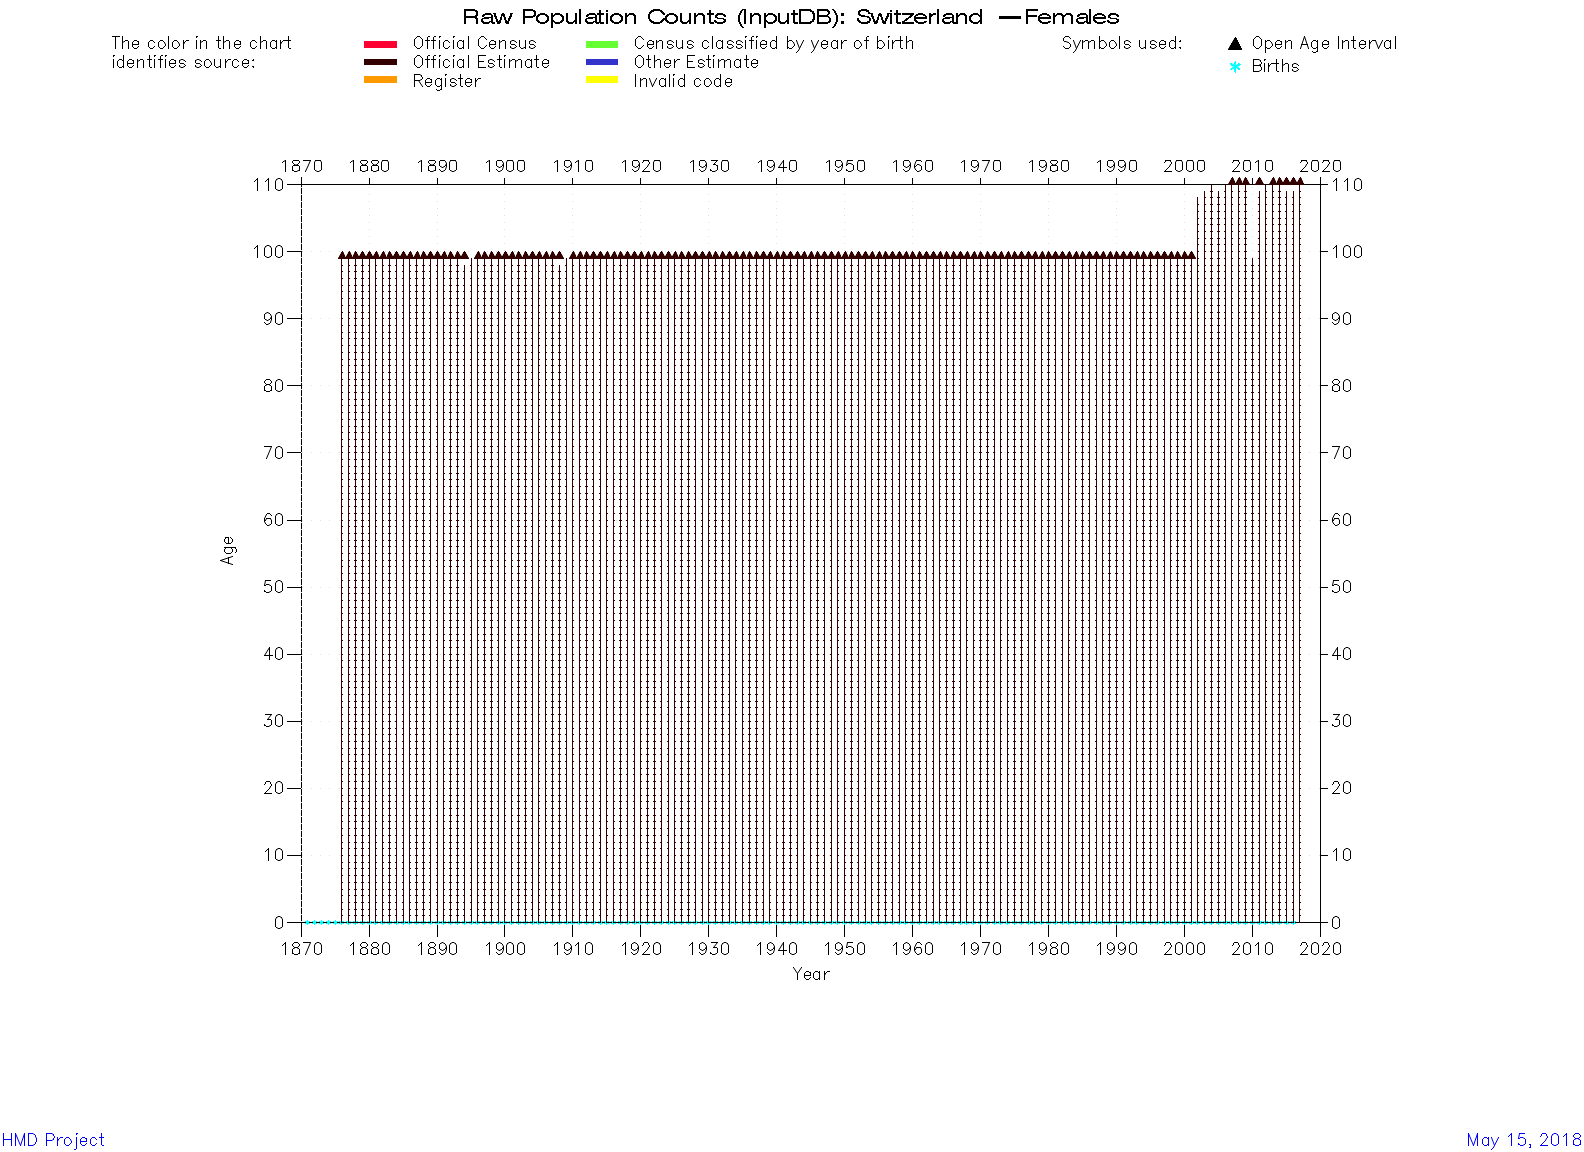 Raw Population Counts (InputDB): Switzerland — Females
The color in the chart identifies source:
Official Census
Official Estimate
Register
Census classified by year of birth
Other Estimate
Invalid code
Symbols used:
Open Age Interval
Births
1870 1880 1890 1900 1910 1920 1930 1940 1950 1960 1970 1980 1990 2000 2010 2020
110 110
100 100
90 90
80 80
70 70
60 60
Age
50 50
40 40
30 30
20 20
10 10
0 0
1870 1880 1890 1900 1910 1920 1930 1940 1950 1960 1970 1980 1990 2000 2010 2020
Year
HMD Project
May 15, 2018